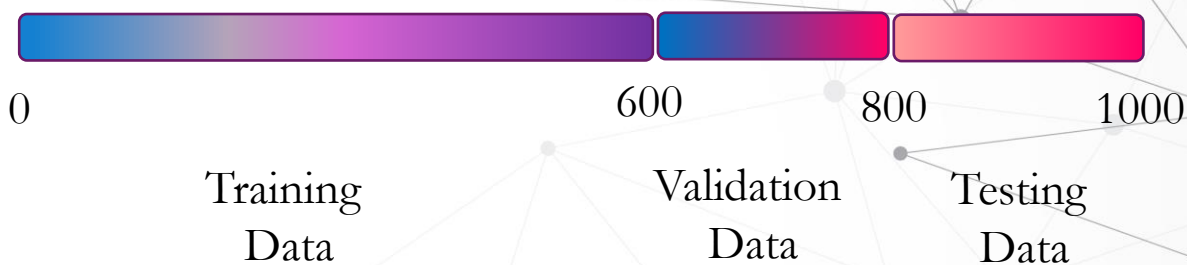 0 600 800 1000
Training Validation Testing
Data Data Data